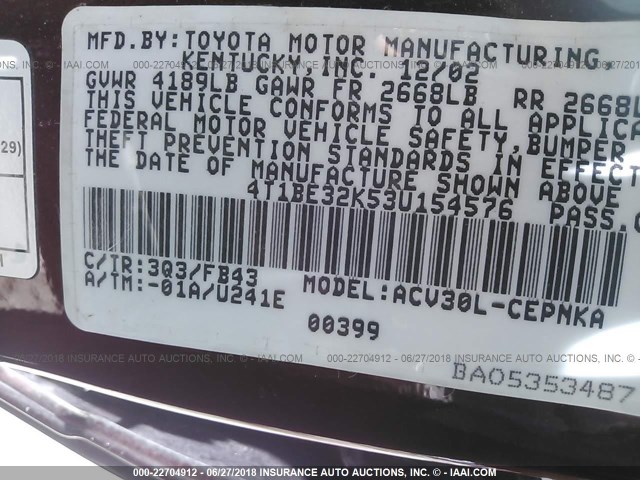 MFD.BY:TOYOTA MOTOR MANUFACTURING,
KENTUCKY,INC. 12/02
GVWR 4189LB GAWR FR 2668LB RR 2668L
THIS VEHICLE CONFORMS TO ALL APPLIC
FEDERAL MOTOR VEHICLE SAFETY,BUMPER
THEFT PREVENTION STANDARDS IN EFFECT
THE DATE OF MANUFACTURE SHOWN ABOVE
4T1BE32K53U154576 PASS.
29)
C/TR:3Q3/FB43
A/TM:-01A/U241E
MODEL:ACV30L-CEPNKA
00399
BA05353487
000-22704912 - 06/27/2018 - INSURANCE AUTO AUCTIONS, INC. - © - IAAI.COM